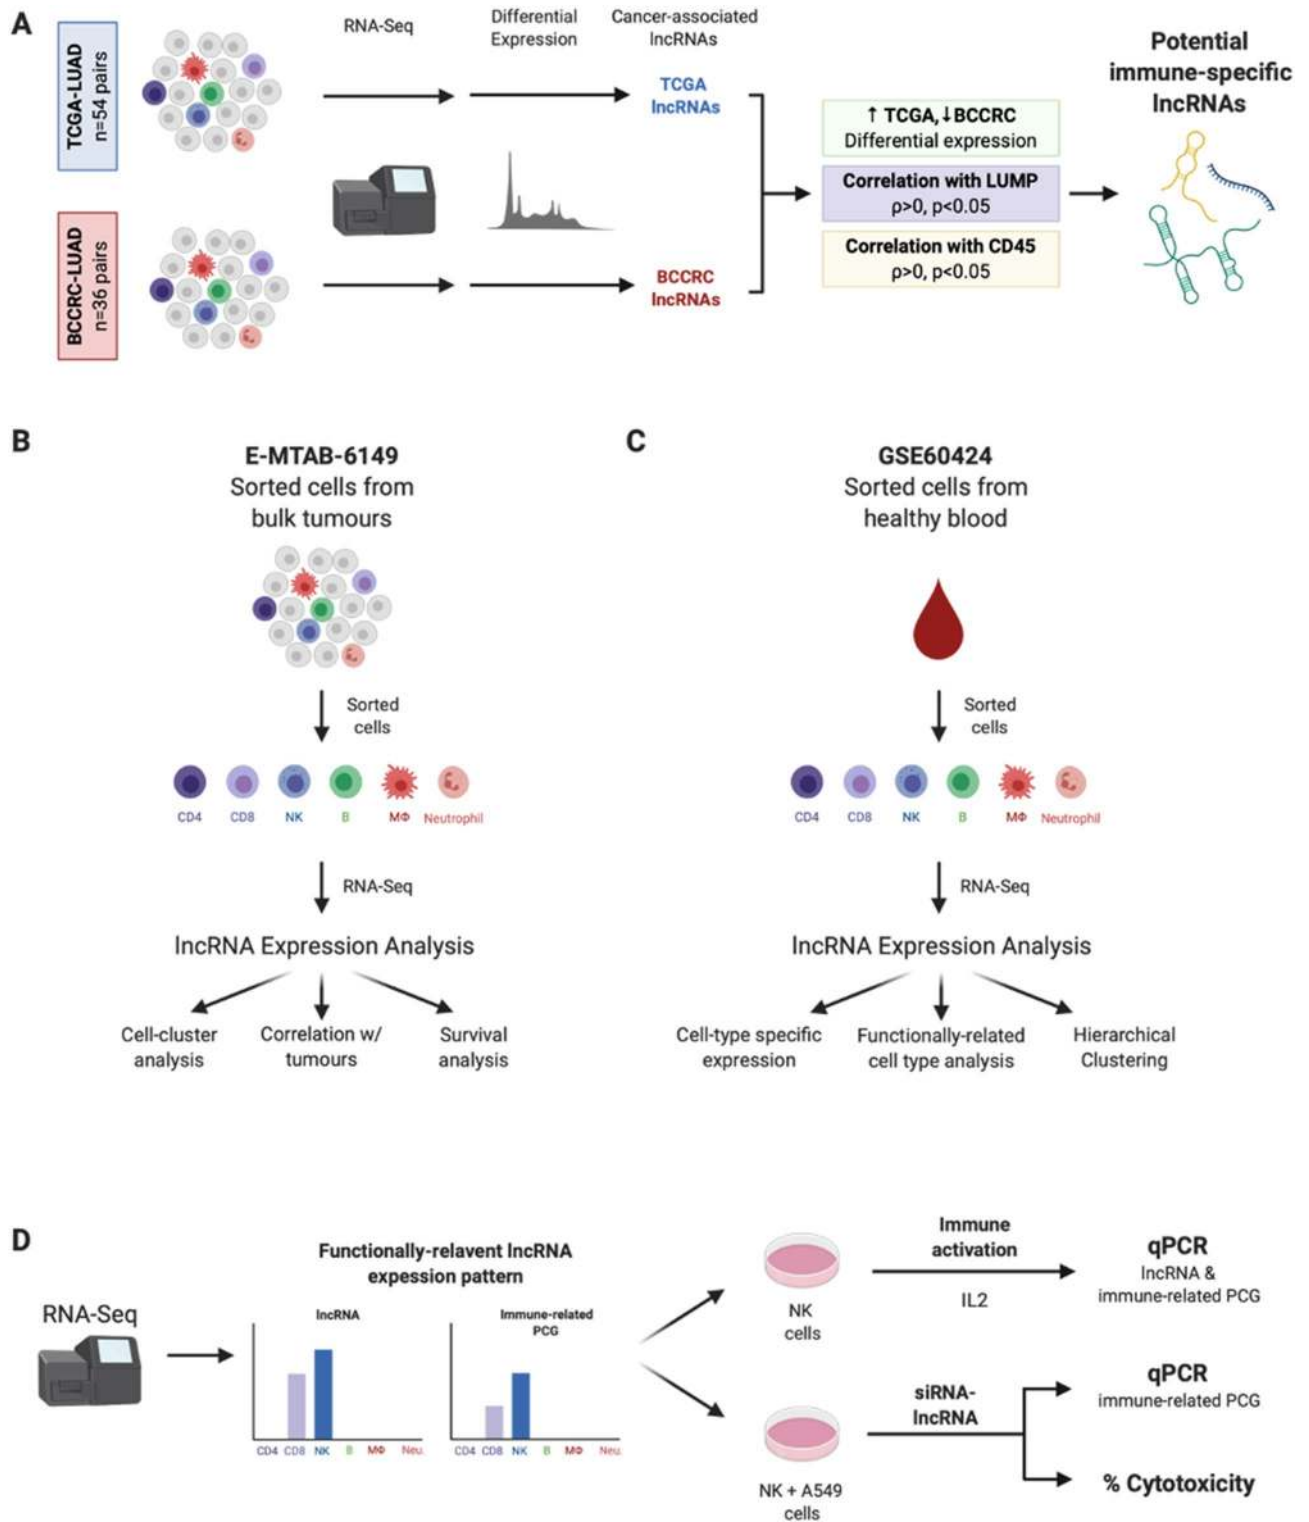 A
TCGA-LUAD
n=54 pairs
RNA-Seq
Differential
Expression
Cancer-associated
lncRNAs
TCGA
lncRNAs
BCCRC-LUAD
n=36 pairs
BCCRC
lncRNAs
↑ TCGA,↓BCCRC
Differential expression
Correlation with LUMP
ρ>0, p<0.05
Correlation with CD45
ρ>0, p<0.05
Potential
immune-specific
lncRNAs
B
E-MTAB-6149
Sorted cells from
bulk tumours
Sorted
cells
CD4 CD8 NK B MΦ Neutrophil
RNA-Seq
lncRNA Expression Analysis
Cell-cluster
analysis
Correlation w/
tumours
Survival
analysis
C
GSE60424
Sorted cells from
healthy blood
Sorted
cells
CD4 CD8 NK B MΦ Neutrophil
RNA-Seq
lncRNA Expression Analysis
Cell-type specific
expression
Functionally-related
cell type analysis
Hierarchical
Clustering
D
RNA-Seq
Functionally-relavent lncRNA
expession pattern
lncRNA
CD4 CD8 NK B MΦ Neu.
Immune-related
PCG
CD4 CD8 NK B MΦ Neu.
NK
cells
Immune
activation
IL2
qPCR
lncRNA &
immune-related PCG
NK + A549
cells
siRNA-
lncRNA
qPCR
immune-related PCG
% Cytotoxicity